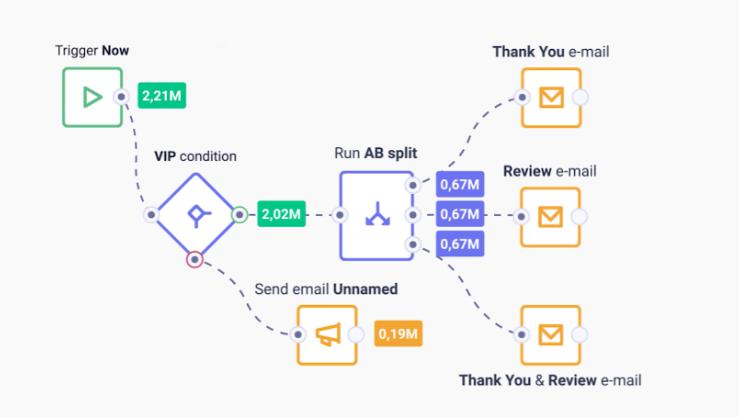 Trigger Now
2,21M
Thank You e-mail
VIP condition
Run AB split
0,67M
Review e-mail
2,02M
0,67M
0,67M
Send email Unnamed
0,19M
Thank You & Review e-mail